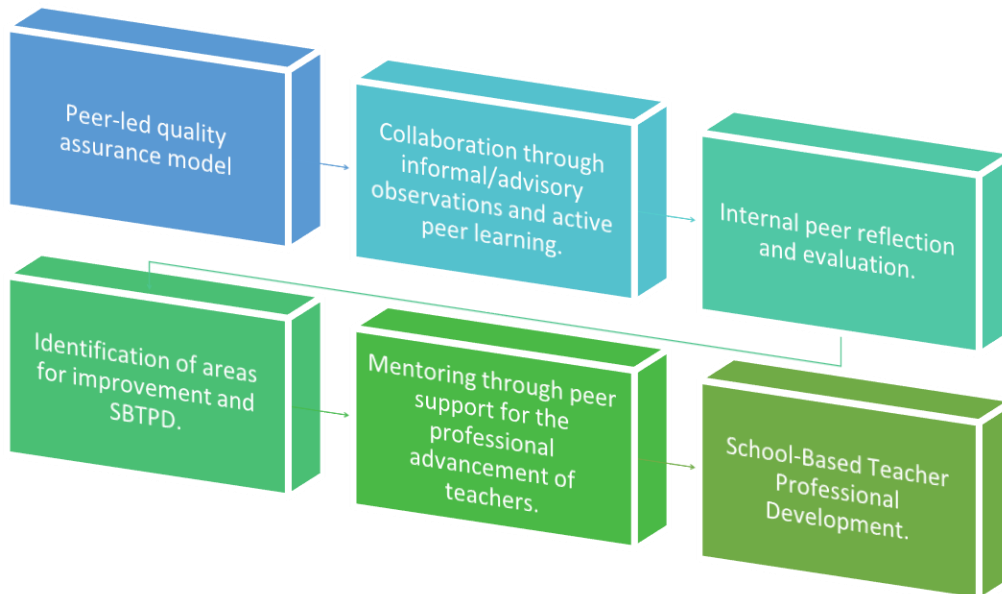 Peer-led quality
assurance model
Collaboration through
informal/advisory
observations and active
peer learning.
Internal peer reflection
and evaluation.
Identification of areas
for improvement and
SBTPD.
Mentoring through peer
support for the
professional
advancement of
teachers.
School-Based Teacher
Professional
Development.